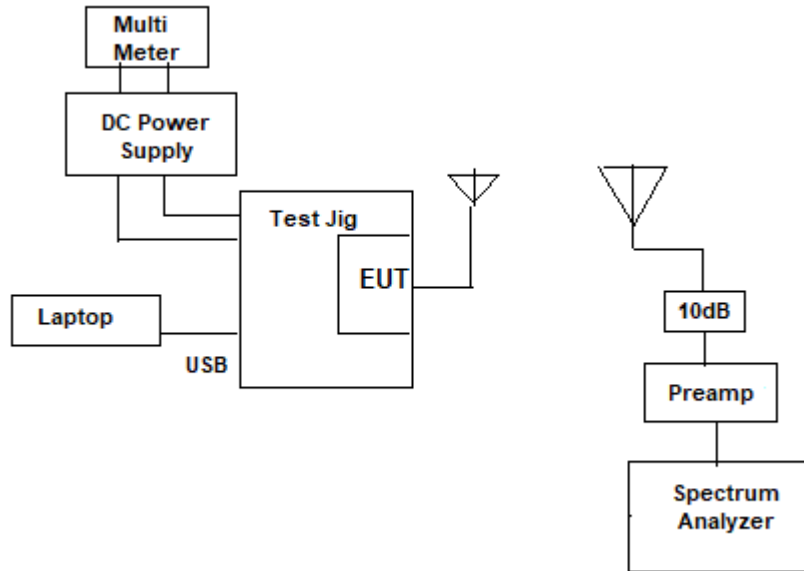 Multi
Meter
DC Power
Supply
Test Jig
EUT
Laptop
USB
10dB
Preamp
Spectrum
Analyzer